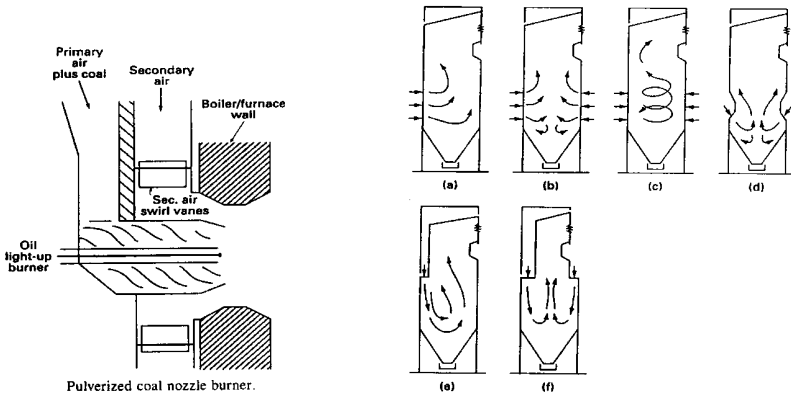 Primary
air
plus coal
Secondary
air
Boiler/furnace
wall
Sec. air
swirl vanes
Oil
light-up
burner
Pulverized coal nozzle burner.
(a)
(b)
(c)
(d)
(e)
(f)